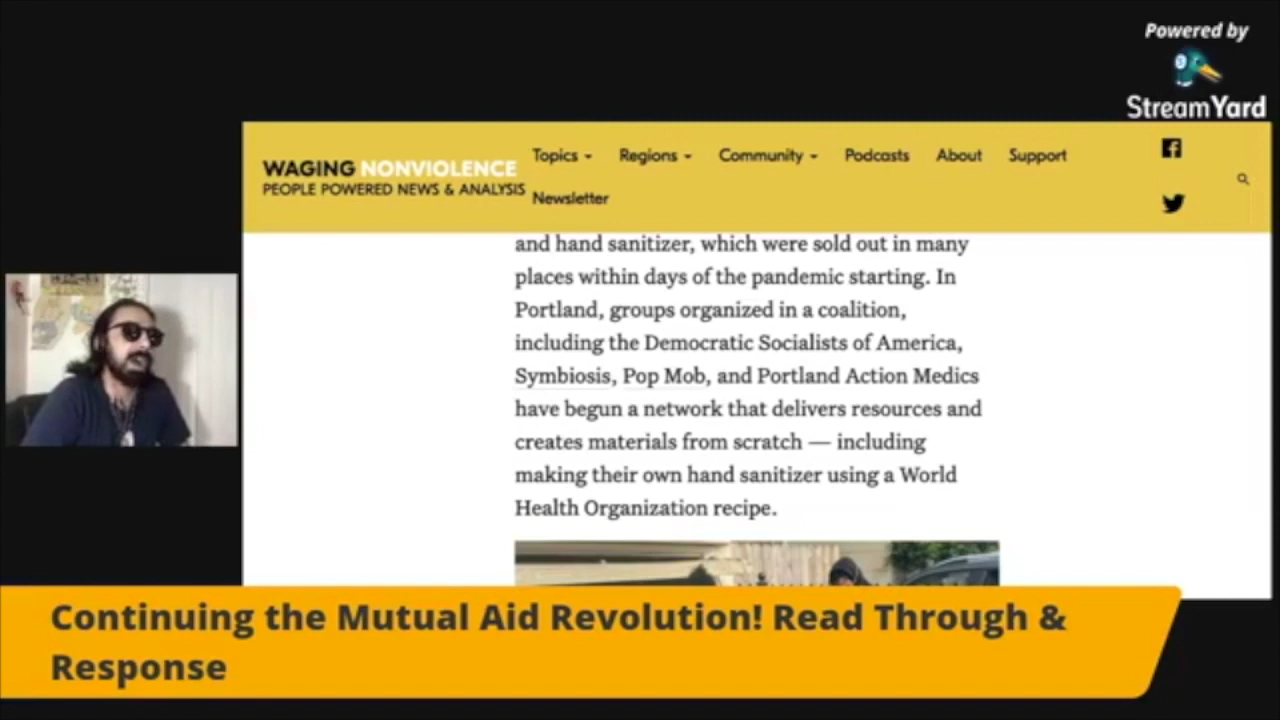 Powered by
StreamYard
WAGING NONVIOLENCE
PEOPLE POWERED NEWS & ANALYSIS
Topics Regions Community Podcasts About Support
Newsletter
and hand sanitizer, which were sold out in many
places within days of the pandemic starting. In
Portland, groups organized in a coalition,
including the Democratic Socialists of America,
Symbiosis, Pop Mob, and Portland Action Medics
have begun a network that delivers resources and
creates materials from scratch — including
making their own hand sanitizer using a World
Health Organization recipe.
Continuing the Mutual Aid Revolution! Read Through &
Response